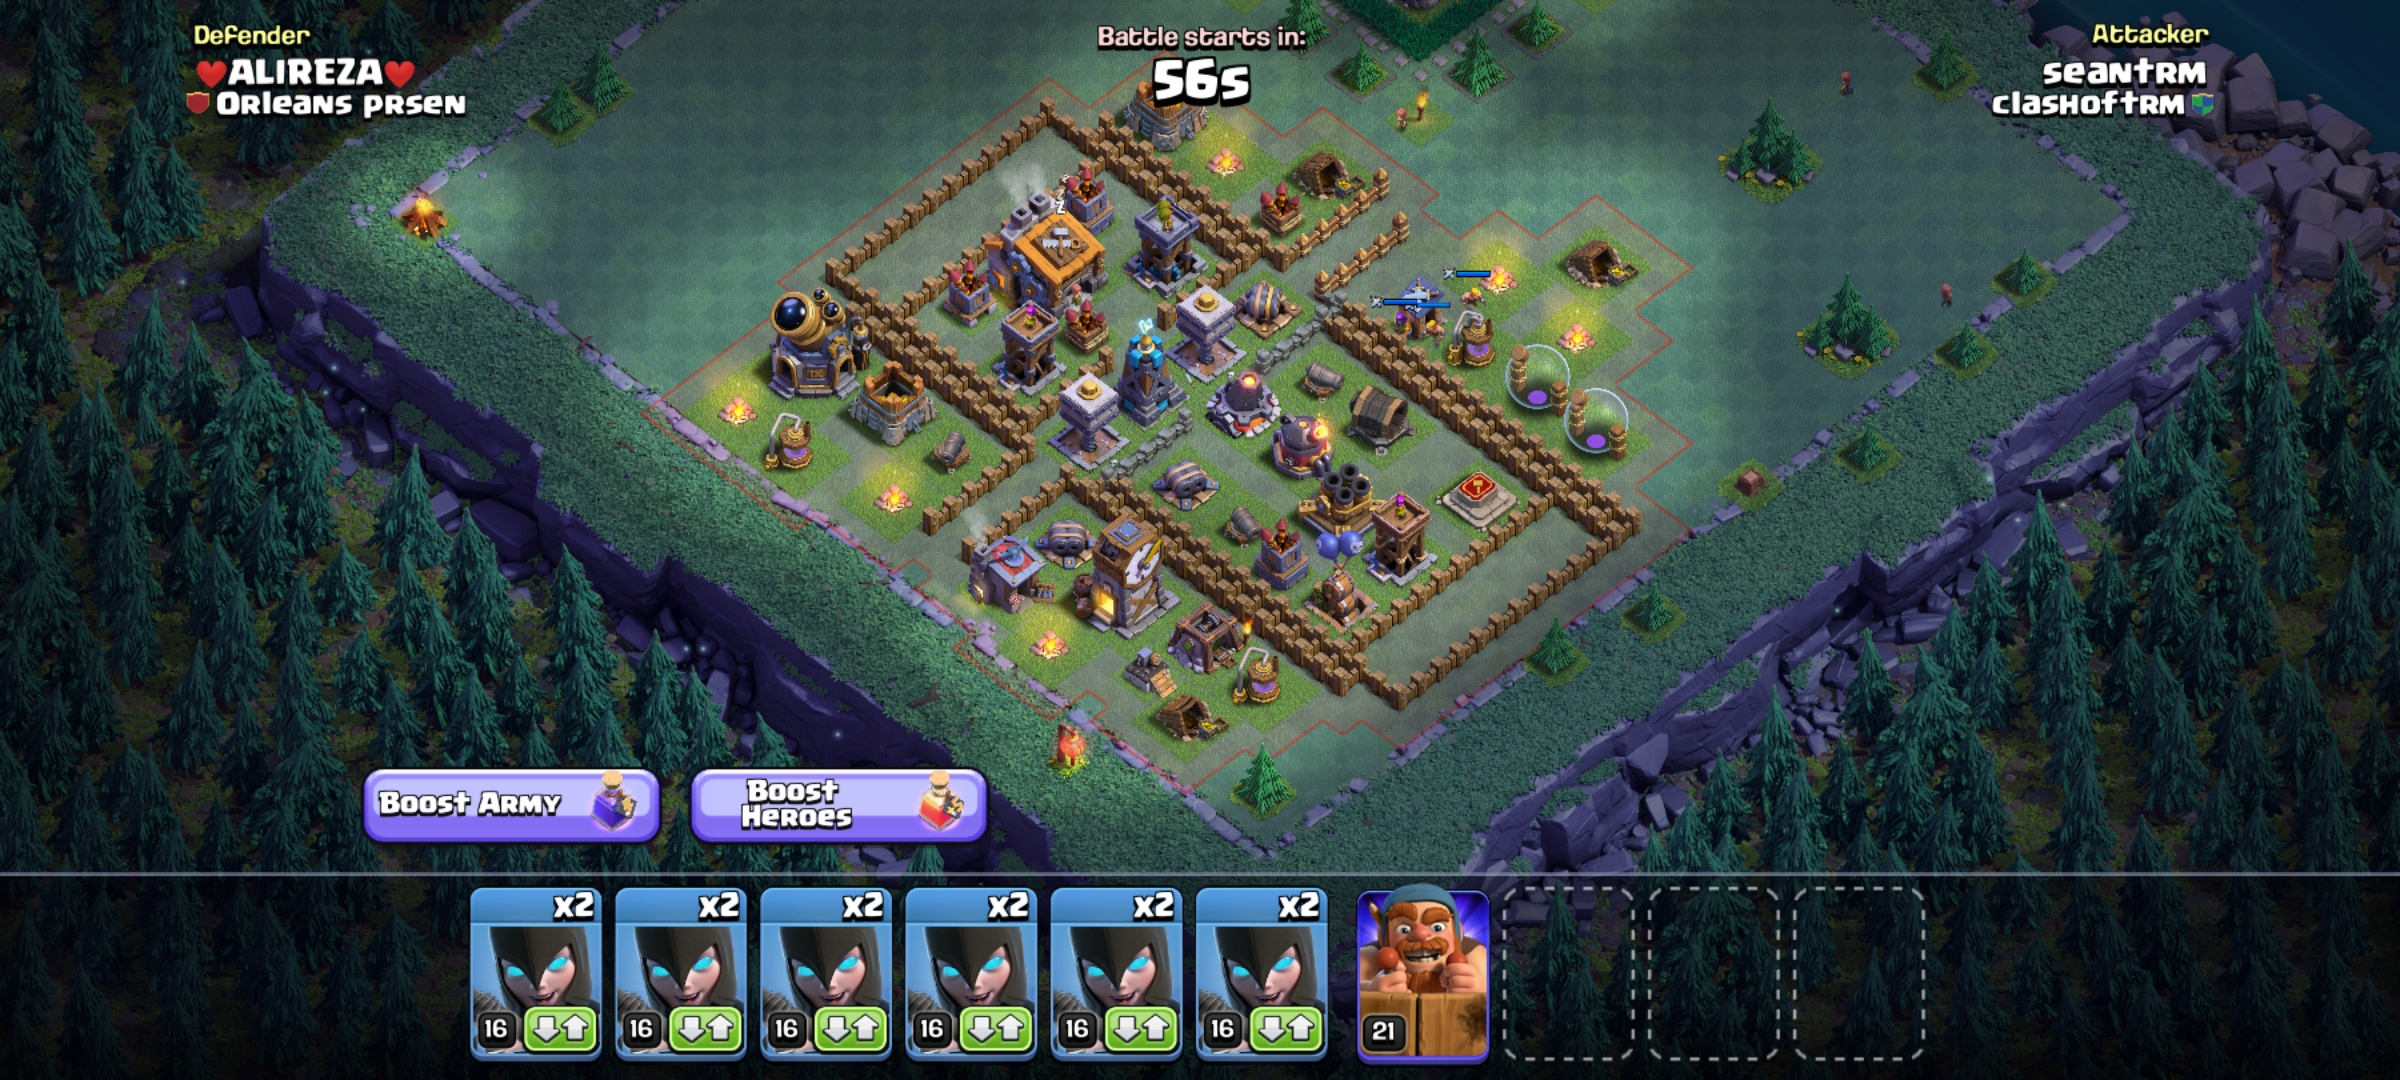 Defender
❤ALIREZA❤
Orleans prsen
Battle starts in:
56s
Attacker
seantRM
clashoftRM
Boost Army
Boost Heroes
x2
x2
x2
x2
x2
x2
16
16
16
16
16
16
21